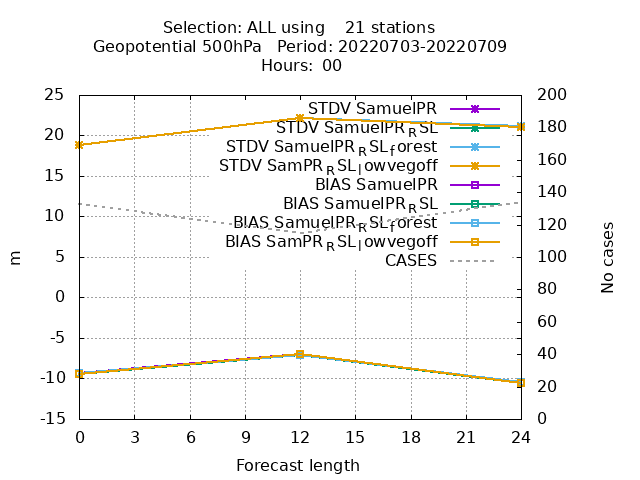 Selection: ALL using    21 stations
Geopotential 500hPa   Period: 20220703-20220709
Hours: 00
25
20
15
10
5
0
-5
-10
-15
m
STDV SamuelPR
STDV SamuelPR_RSL
STDV SamuelPR_RSL_forest
STDV SamPR_RSL_lowvegoff
BIAS SamuelPR
BIAS SamuelPR_RSL
BIAS SamuelPR_RSL_forest
BIAS SamPR_RSL_lowvegoff
CASES
200
180
160
140
120
100
80
60
40
20
0
No cases
0 3 6 9 12 15 18 21 24
Forecast length